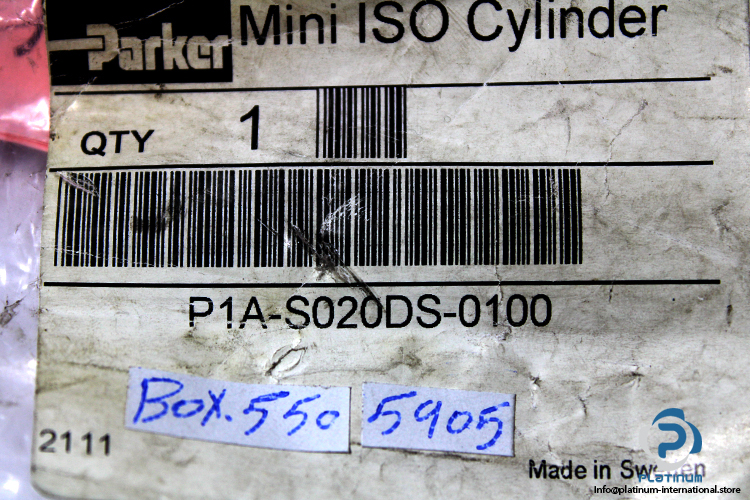 Parker
Mini ISO Cylinder
QTY 1
P1A-S020DS-0100
BOX.550 5905
2111
Made in Sweden
PLATINUM
Info@platinum-international.store